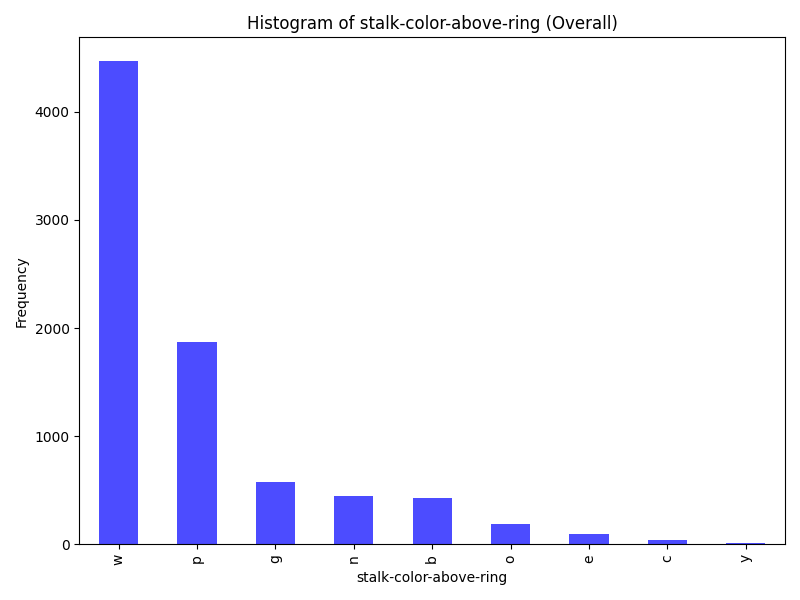 Histogram of stalk-color-above-ring (Overall)
Frequency
4000
3000
2000
1000
0
w p g n b o e c y
stalk-color-above-ring